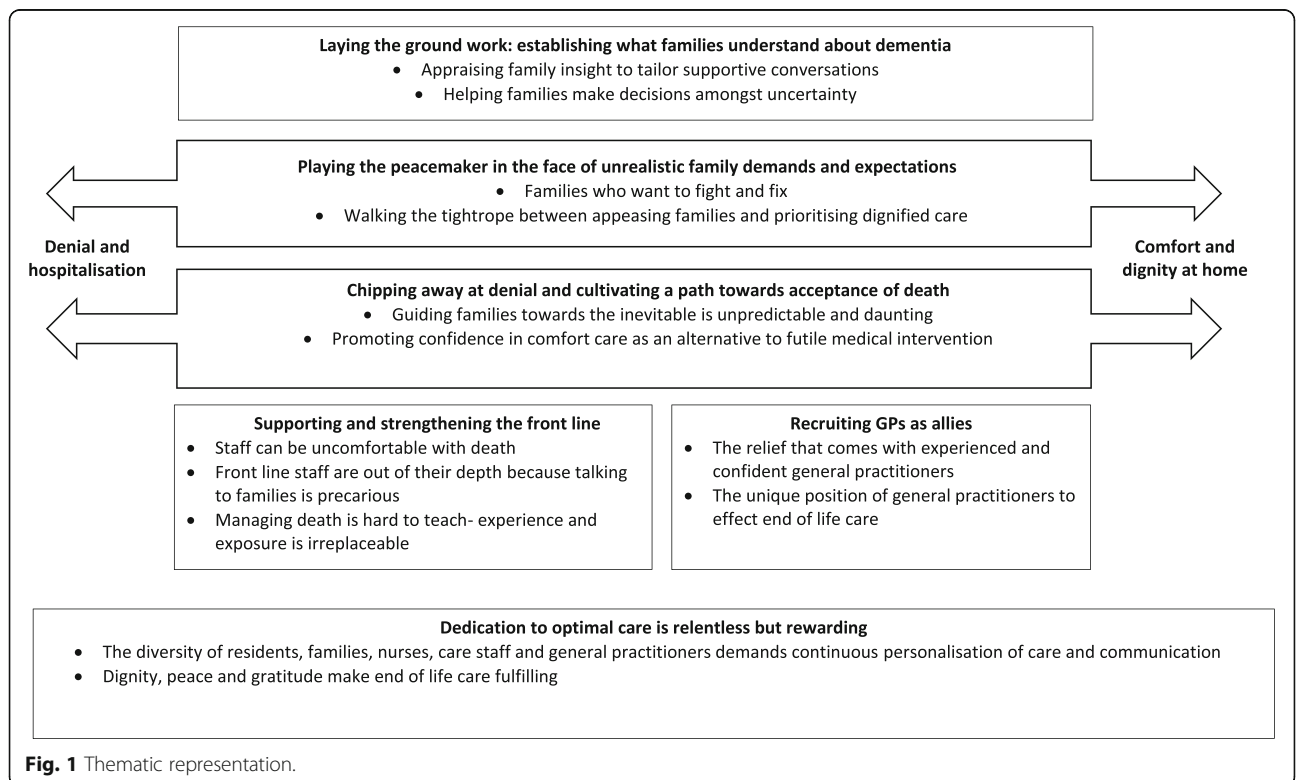 Laying the ground work: establishing what families understand about dementia
• Appraising family insight to tailor supportive conversations
• Helping families make decisions amongst uncertainty
Playing the peacemaker in the face of unrealistic family demands and expectations
• Families who want to fight and fix
• Walking the tightrope between appeasing families and prioritising dignified care
Denial and
hospitalisation
Comfort and
dignity at home
Chipping away at denial and cultivating a path towards acceptance of death
• Guiding families towards the inevitable is unpredictable and daunting
• Promoting confidence in comfort care as an alternative to futile medical intervention
Supporting and strengthening the front line
• Staff can be uncomfortable with death
• Front line staff are out of their depth because talking
to families is precarious
• Managing death is hard to teach- experience and
exposure is irreplaceable
Recruiting GPs as allies
• The relief that comes with experienced and
confident general practitioners
• The unique position of general practitioners to
effect end of life care
Dedication to optimal care is relentless but rewarding
• The diversity of residents, families, nurses, care staff and general practitioners demands continuous personalisation of care and communication
• Dignity, peace and gratitude make end of life care fulfilling
Fig. 1 Thematic representation.